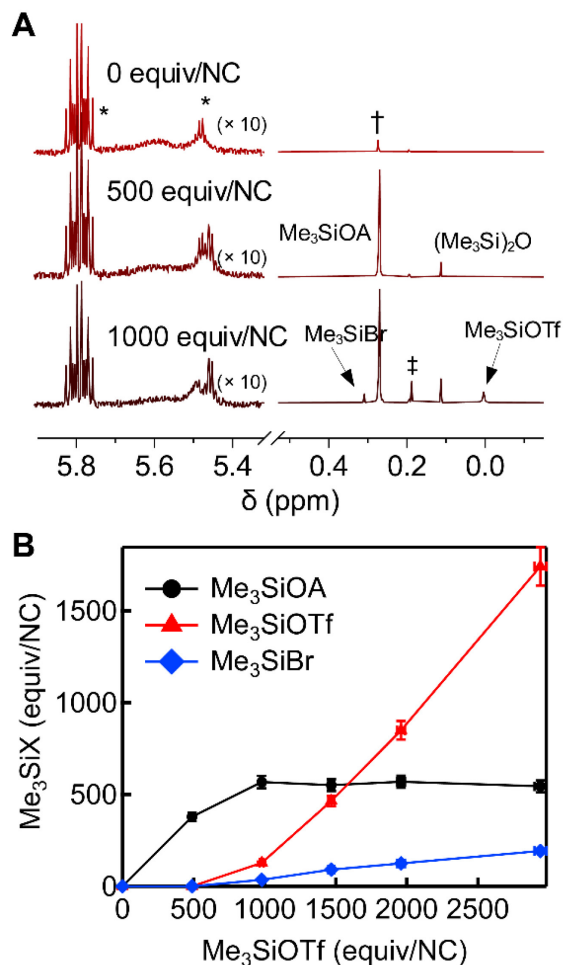 A
0 equiv/NC
*
*
(× 10)
†
500 equiv/NC
(× 10)
Me₃SiOA
(Me₃Si)₂O
1000 equiv/NC
(× 10)
Me₃SiBr
‡
Me₃SiOTf
5.8 5.6 5.4 0.4 0.2 0.0
δ (ppm)
B
Me₃SiOA
Me₃SiOTf
Me₃SiBr
1500
1000
500
0
Me₃SiX (equiv/NC)
0 500 1000 1500 2000 2500
Me₃SiOTf (equiv/NC)